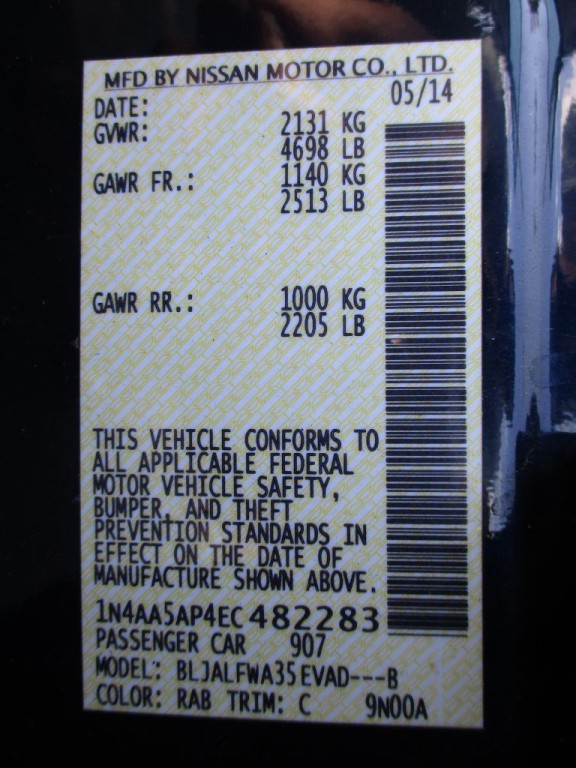 MFD BY NISSAN MOTOR CO., LTD.
DATE: 05/14
GVWR: 2131 KG
4698 LB
GAWR FR.: 1140 KG
2513 LB
GAWR RR.: 1000 KG
2205 LB
THIS VEHICLE CONFORMS TO
ALL APPLICABLE FEDERAL
MOTOR VEHICLE SAFETY,
BUMPER, AND THEFT
PREVENTION STANDARDS IN
EFFECT ON THE DATE OF
MANUFACTURE SHOWN ABOVE.
1N4AA5AP4EC482283
PASSENGER CAR 907
MODEL: BLJALFWA35EVAD---B
COLOR: RAB TRIM: C 9N00A